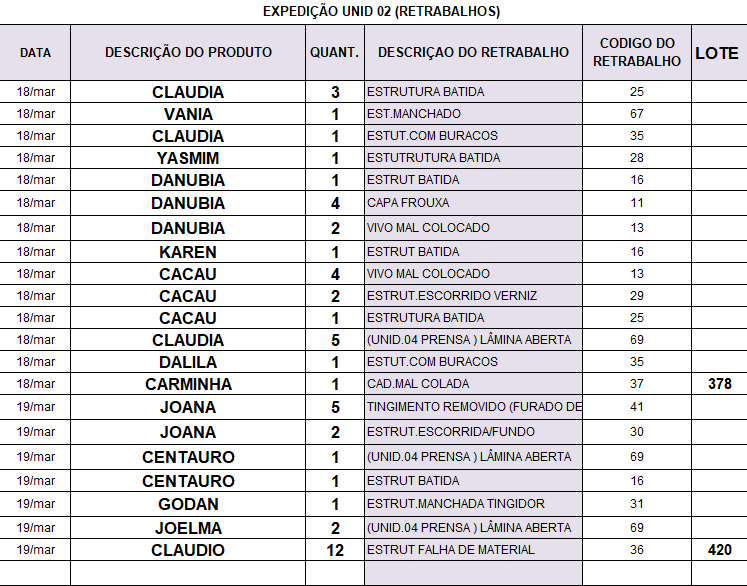 EXPEDIÇÃO UNID 02 (RETRABALHOS)
DATA DESCRIÇÃO DO PRODUTO QUANT. DESCRIÇAO DO RETRABALHO CODIGO DO RETRABALHO LOTE
18/mar CLAUDIA 3 ESTRUTURA BATIDA 25
18/mar VANIA 1 EST.MANCHADO 67
18/mar CLAUDIA 1 ESTUT.COM BURACOS 35
18/mar YASMIM 1 ESTUTRUTURA BATIDA 28
18/mar DANUBIA 1 ESTRUT BATIDA 16
18/mar DANUBIA 4 CAPA FROUXA 11
18/mar DANUBIA 2 VIVO MAL COLOCADO 13
18/mar KAREN 1 ESTRUT BATIDA 16
18/mar CACAU 4 VIVO MAL COLOCADO 13
18/mar CACAU 2 ESTRUT.ESCORRIDO VERNIZ 29
18/mar CACAU 1 ESTRUTURA BATIDA 25
18/mar CLAUDIA 5 (UNID.04 PRENSA ) LÂMINA ABERTA 69
18/mar DALILA 1 ESTUT.COM BURACOS 35
18/mar CARMINHA 1 CAD.MAL COLADA 37 378
19/mar JOANA 5 TINGIMENTO REMOVIDO (FURADO DE 41
19/mar JOANA 2 ESTRUT.ESCORRIDA/FUNDO 30
19/mar CENTAURO 1 (UNID.04 PRENSA ) LÂMINA ABERTA 69
19/mar CENTAURO 1 ESTRUT BATIDA 16
19/mar GODAN 1 ESTRUT.MANCHADA TINGIDOR 31
19/mar JOELMA 2 (UNID.04 PRENSA ) LÂMINA ABERTA 69
19/mar CLAUDIO 12 ESTRUT FALHA DE MATERIAL 36 420